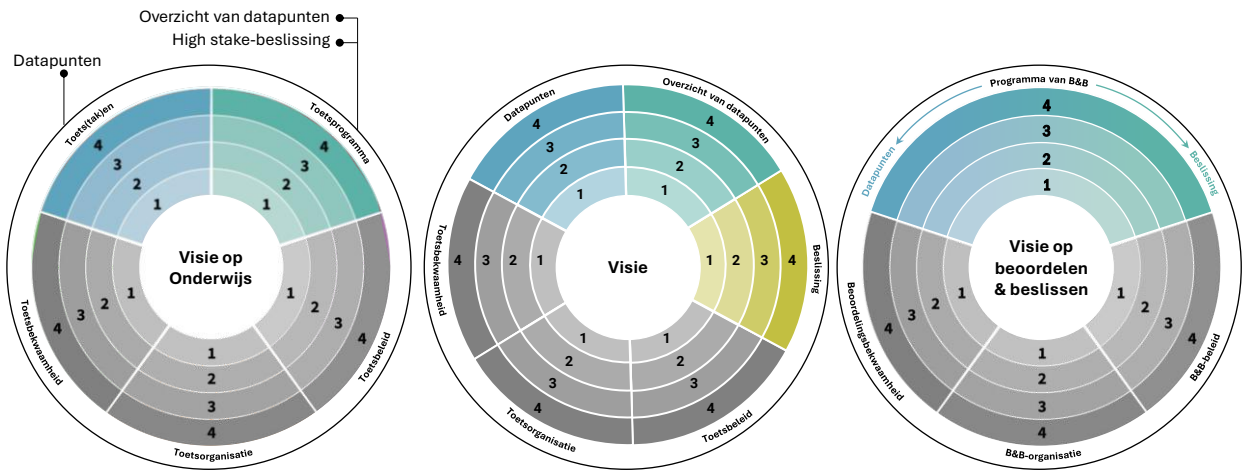 Overzicht van datapunten
High stake-beslissing
Datapunten
Toets(tak)en
Toetsprogramma
4
3
2
1
4
3
2
1
Visie op
Onderwijs
Toetsbekwaamheid
4
3
2
1
1
2
3
4
Toetsbeleid
1
2
3
4
Toetsorganisatie
Datapunten
Overzicht van datapunten
4
3
2
1
4
3
2
1
Toetsbekwaamheid
4
3
2
1
Visie
1
2
3
4
Beslissing
1
2
3
4
Toetsorganisatie
1
2
3
4
Toetsbeleid
Programma van B&B
Datapunten
Beslissing
4
3
2
1
Visie op
beoordelen
& beslissen
Beoordelingsbekwaamheid
4
3
2
1
1
2
3
4
B&B-beleid
1
2
3
4
B&B-organisatie